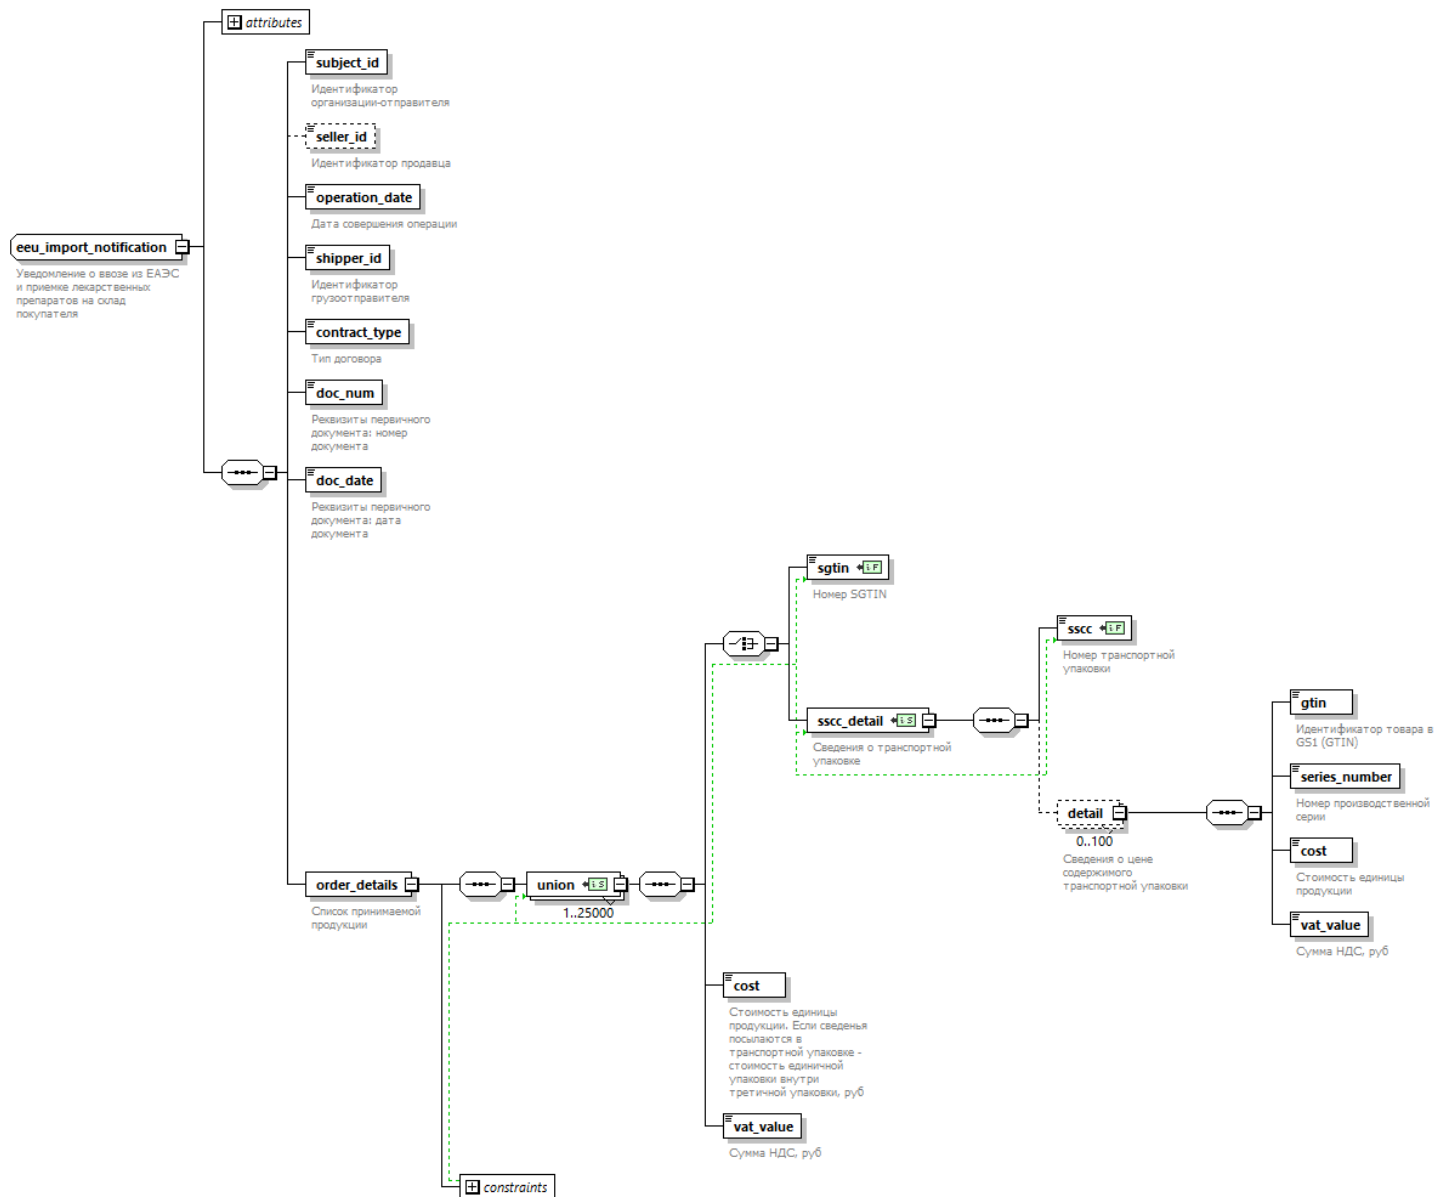 attributes
subject_id
Идентификатор
организации-отправителя
seller_id
Идентификатор продавца
operation_date
Дата совершения операции
eeu_import_notification
Уведомление о ввозе из ЕАЭС
и приемке лекарственных
препаратов на склад
покупателя
shipper_id
Идентификатор
грузоотправителя
contract_type
Тип договора
doc_num
Реквизиты первичного
документа: номер
документа
doc_date
Реквизиты первичного
документа: дата
документа
sgtin iF
Номер SGTIN
sscc iF
Номер транспортной
упаковки
sscc_detail iS
Сведения о транспортной
упаковке
gtin
Идентификатор товара в
GS1 (GTIN)
series_number
Номер производственной
серии
detail
0..100
Сведения о цене
содержимого
транспортной упаковки
cost
Стоимость единицы
продукции
vat_value
Сумма НДС, руб
order_details
Список принимаемой
продукции
union iS
1..25000
cost
Стоимость единицы
продукции. Если сведенья
посылаются в
транспортной упаковке -
стоимость единичной
упаковки внутри
третичной упаковки, руб
vat_value
Сумма НДС, руб
constraints